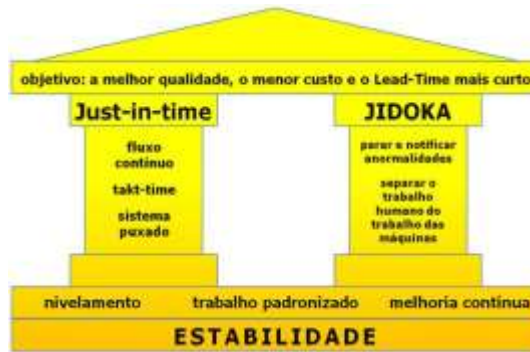 objetivo: a melhor qualidade, o menor custo e o Lead-Time mais curto
Just-in-time
fluxo
contínuo
takt-time
sistema
puxado
JIDOKA
parar e notificar
anormalidades
separar o
trabalho
humano do
trabalho das
máquinas
nivelamento trabalho padronizado melhoria contínua
ESTABILIDADE